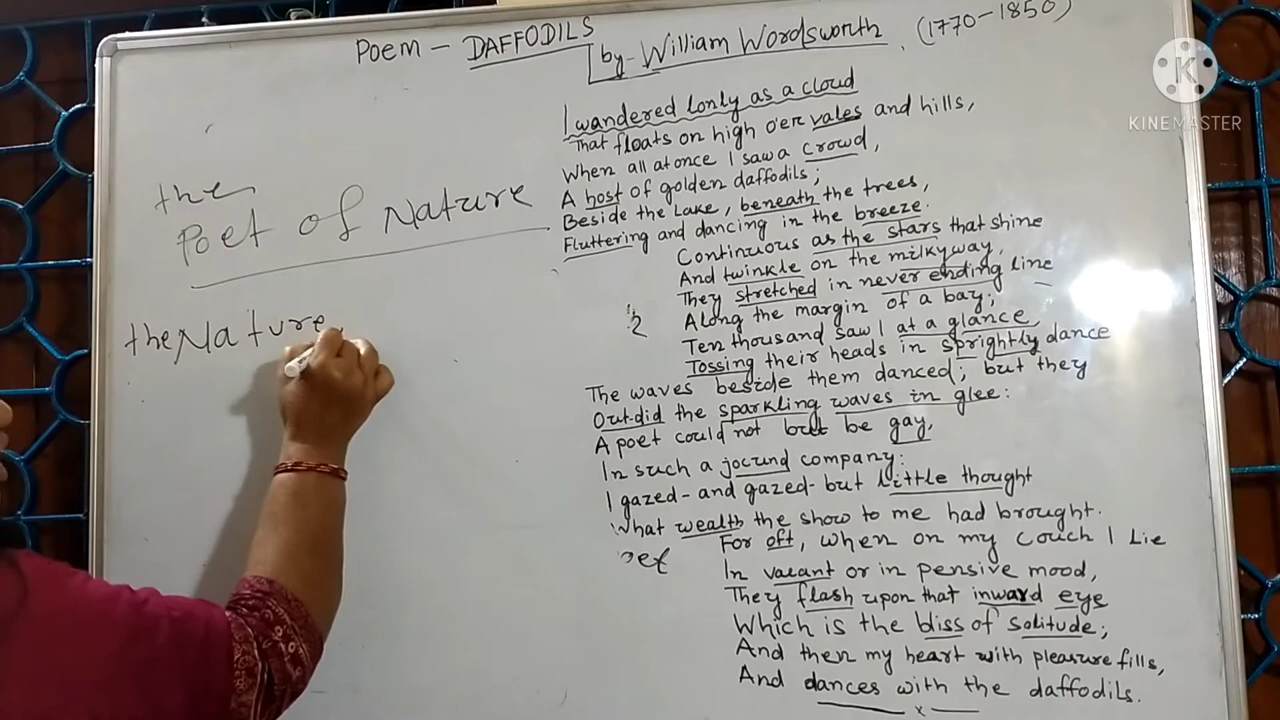 Poem - DAFFODILS
by - William Wordsworth. (1770-1850)
the
Poet of Nature
the Nature
I wandered lonly as a cloud
That floats on high o'er vales and hills,
When all at once I saw a crowd,
A host of golden daffodils;
Beside the Lake, beneath the trees,
Fluttering and dancing in the breeze.
Continuous as the stars that shine
And twinkle on the milkyway,
They stretched in never ending line
Along the margin of a bay;
Ten thousand saw I at a glance,
Tossing their heads in sprightly dance
The waves beside them danced; but they
Out-did the sparkling waves in glee:
A poet could not but be gay,
In such a jocund company:
I gazed - and gazed - but little thought
What wealth the show to me had brought.
For oft, when on my couch I Lie
In vacant or in pensive mood,
They flash upon that inward eye
Which is the bliss of solitude;
And then my heart with pleasure fills,
And dances with the daffodils.
x
2
K
KINEMASTER